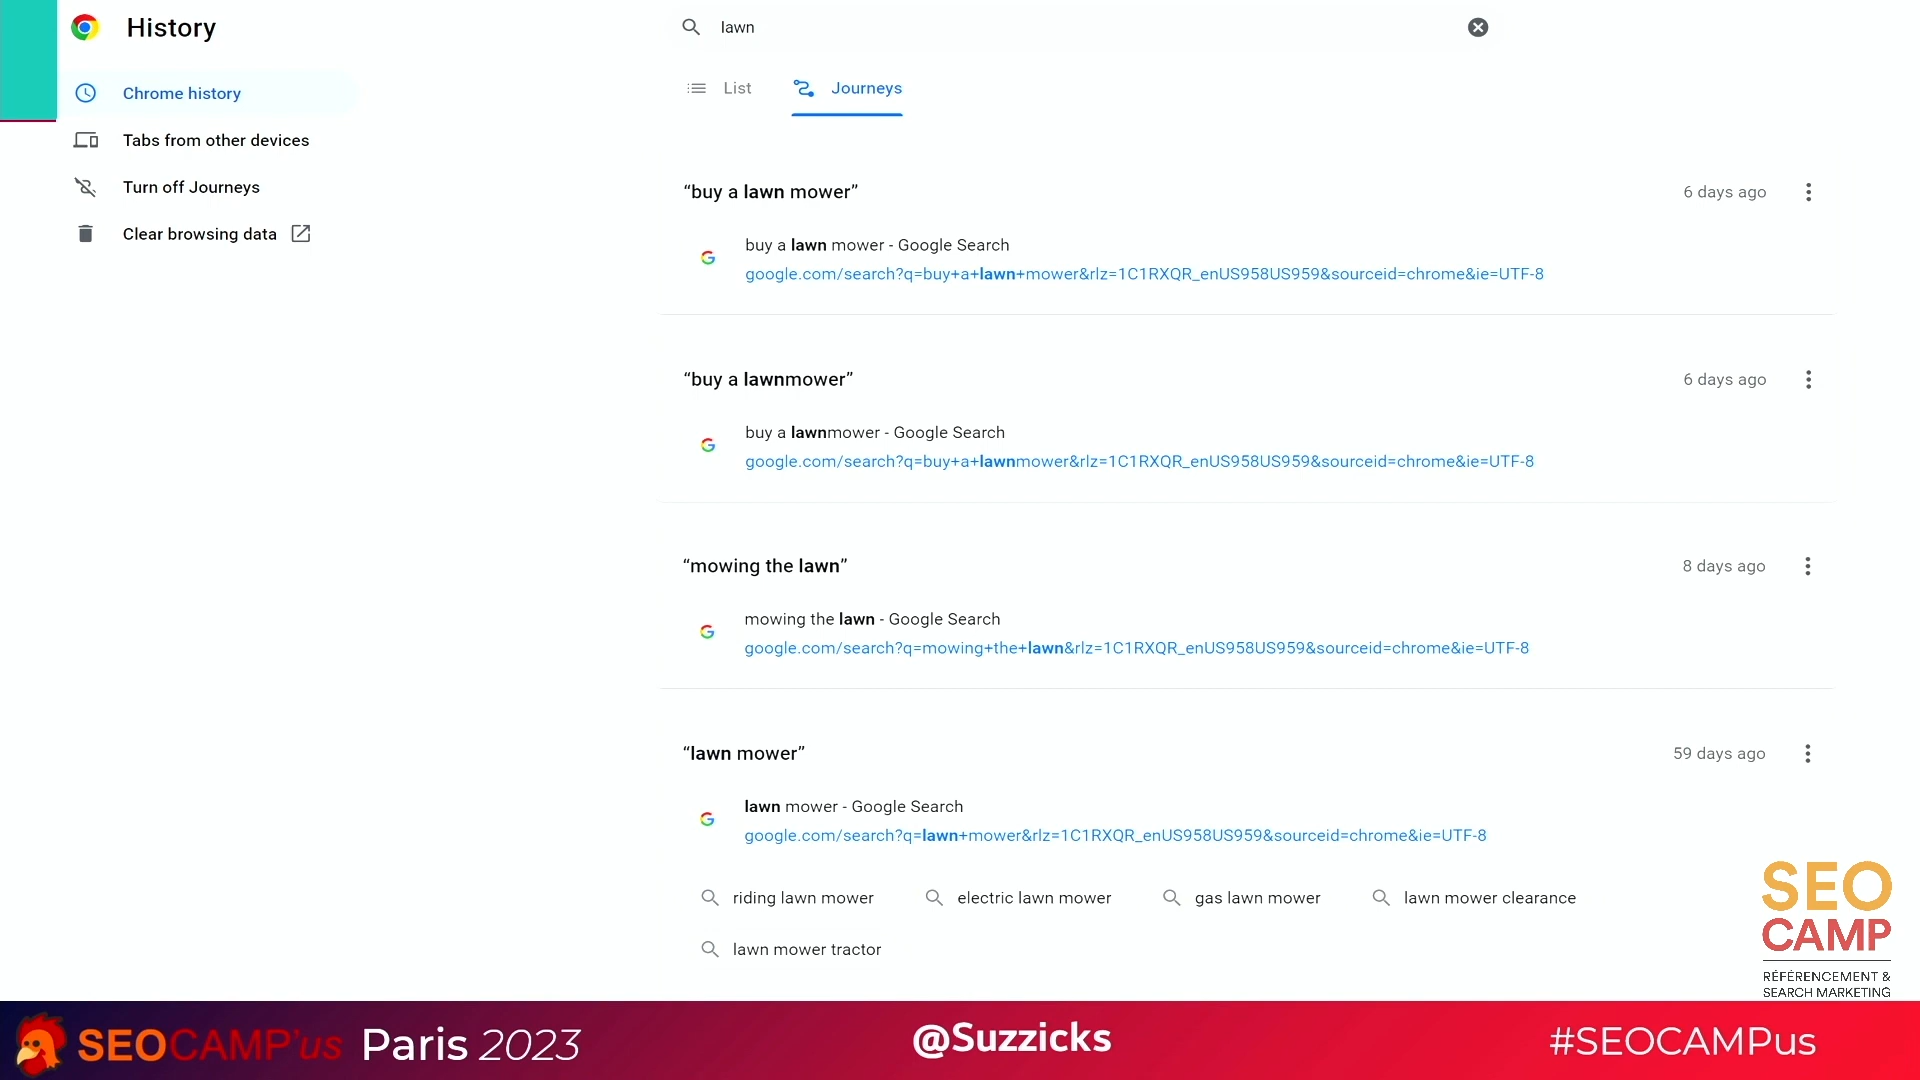 History
lawn
Chrome history
Tabs from other devices
Turn off Journeys
Clear browsing data
List
Journeys
“buy a lawn mower”
6 days ago
buy a lawn mower - Google Search
google.com/search?q=buy+a+lawn+mower&rlz=1C1RXQR_enUS958US959&sourceid=chrome&ie=UTF-8
“buy a lawnmower”
6 days ago
buy a lawnmower - Google Search
google.com/search?q=buy+a+lawnmower&rlz=1C1RXQR_enUS958US959&sourceid=chrome&ie=UTF-8
“mowing the lawn”
8 days ago
mowing the lawn - Google Search
google.com/search?q=mowing+the+lawn&rlz=1C1RXQR_enUS958US959&sourceid=chrome&ie=UTF-8
“lawn mower”
59 days ago
lawn mower - Google Search
google.com/search?q=lawn+mower&rlz=1C1RXQR_enUS958US959&sourceid=chrome&ie=UTF-8
riding lawn mower
electric lawn mower
gas lawn mower
lawn mower clearance
lawn mower tractor
SEO
CAMP
RÉFÉRENCEMENT &
SEARCH MARKETING
SEOCAMP'us Paris 2023
@Suzzicks
#SEOCAMPus